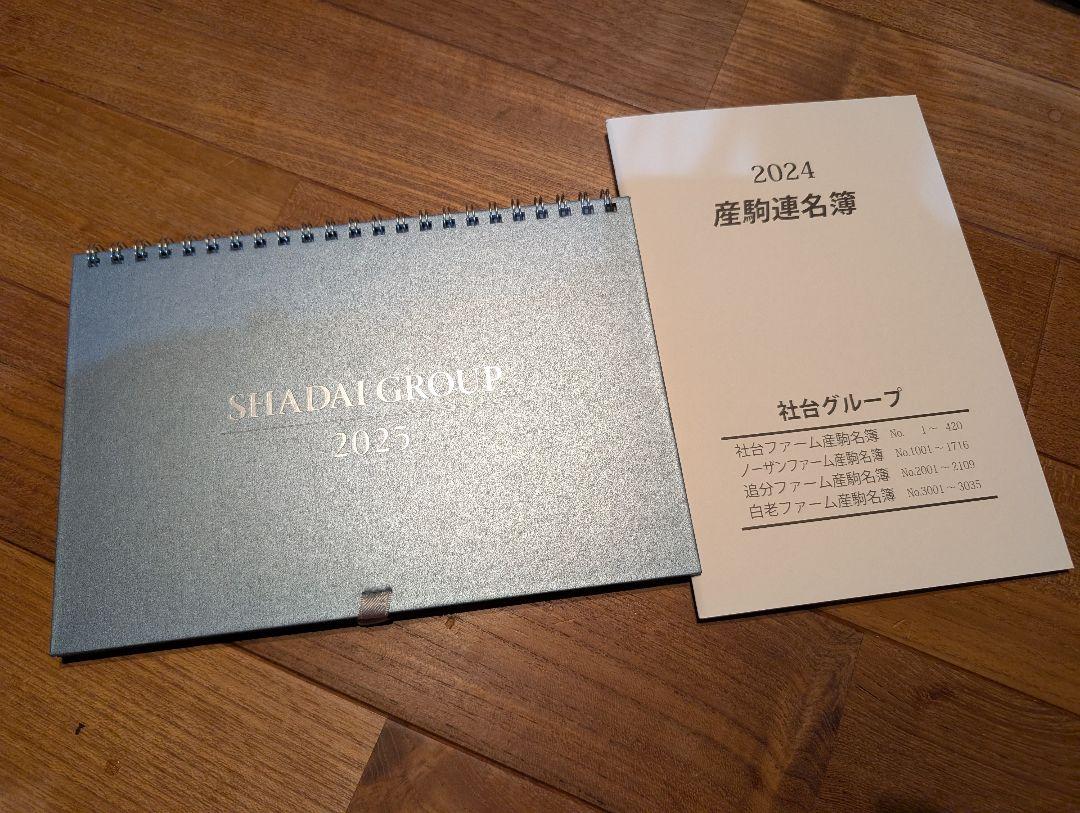 SHADAI GROUP
2025
2024
産駒連名簿
社台グループ
社台ファーム産駒名簿 No. 1～ 420
ノーザンファーム産駒名簿 No.1001～1716
追分ファーム産駒名簿 No.2001～2109
白老ファーム産駒名簿 No.3001～3035